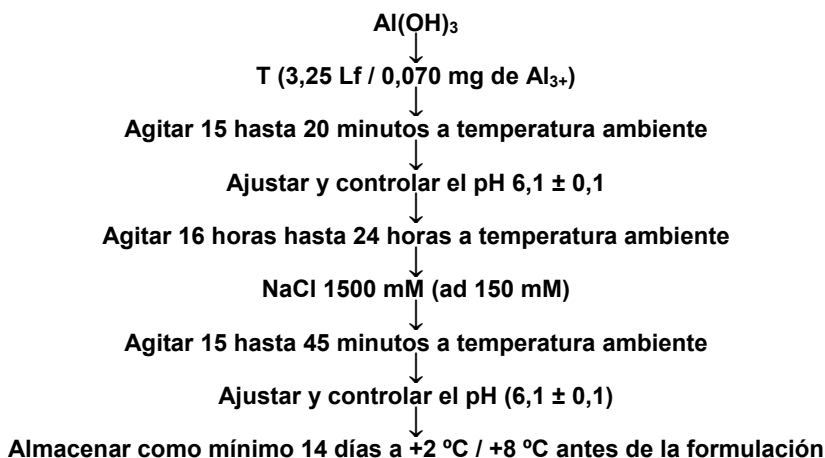 Al(OH)3
T (3,25 Lf / 0,070 mg de Al3+)
Agitar 15 hasta 20 minutos a temperatura ambiente
Ajustar y controlar el pH 6,1 ± 0,1
Agitar 16 horas hasta 24 horas a temperatura ambiente
NaCl 1500 mM (ad 150 mM)
Agitar 15 hasta 45 minutos a temperatura ambiente
Ajustar y controlar el pH (6,1 ± 0,1)
Almacenar como mínimo 14 días a +2 ºC / +8 ºC antes de la formulación